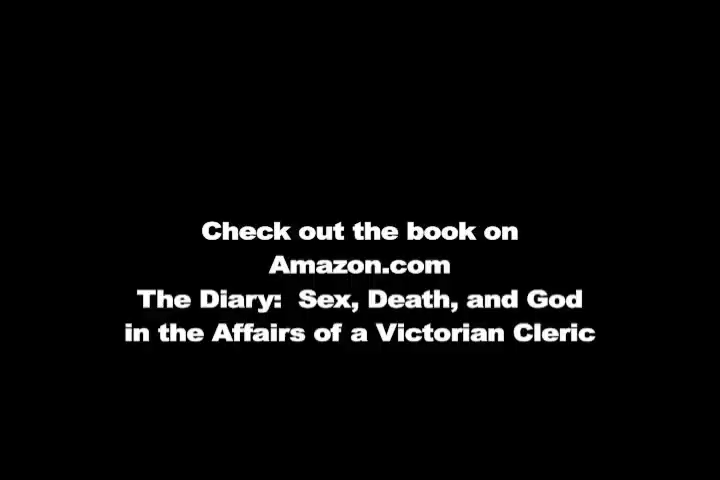 Check out the book on
Amazon.com
The Diary:  Sex, Death, and God
in the Affairs of a Victorian Cleric